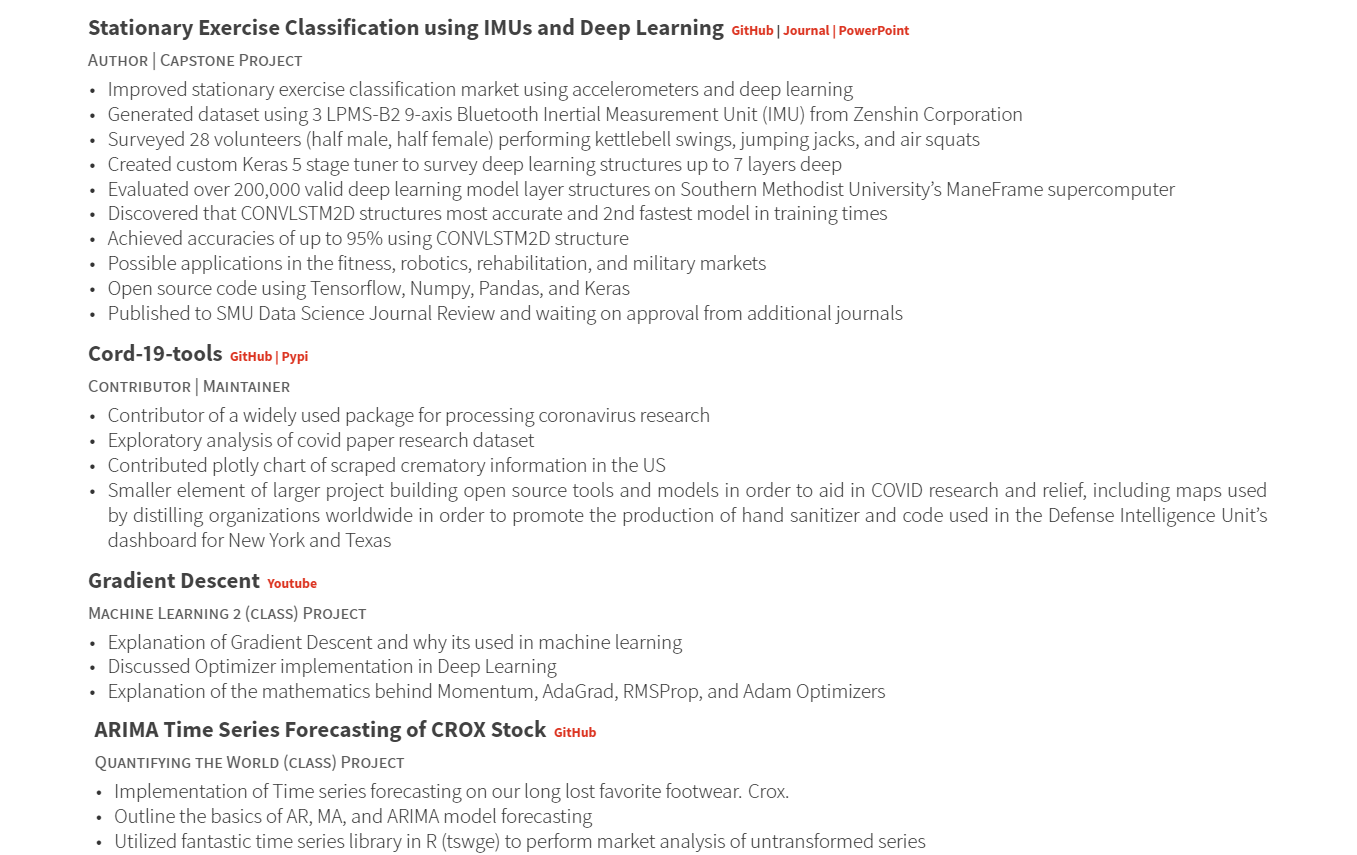 Stationary Exercise Classification using IMUs and Deep Learning GitHub | Journal | PowerPoint
Author | Capstone Project
• Improved stationary exercise classification market using accelerometers and deep learning
• Generated dataset using 3 LPMS-B2 9-axis Bluetooth Inertial Measurement Unit (IMU) from Zenshin Corporation
• Surveyed 28 volunteers (half male, half female) performing kettlebell swings, jumping jacks, and air squats
• Created custom Keras 5 stage tuner to survey deep learning structures up to 7 layers deep
• Evaluated over 200,000 valid deep learning model layer structures on Southern Methodist University’s ManeFrame supercomputer
• Discovered that CONVLSTM2D structures most accurate and 2nd fastest model in training times
• Achieved accuracies of up to 95% using CONVLSTM2D structure
• Possible applications in the fitness, robotics, rehabilitation, and military markets
• Open source code using Tensorflow, Numpy, Pandas, and Keras
• Published to SMU Data Science Journal Review and waiting on approval from additional journals
Cord-19-tools GitHub | Pypi
Contributor | Maintainer
• Contributor of a widely used package for processing coronavirus research
• Exploratory analysis of covid paper research dataset
• Contributed plotly chart of scraped crematory information in the US
• Smaller element of larger project building open source tools and models in order to aid in COVID research and relief, including maps used
by distilling organizations worldwide in order to promote the production of hand sanitizer and code used in the Defense Intelligence Unit’s
dashboard for New York and Texas
Gradient Descent Youtube
Machine Learning 2 (class) Project
• Explanation of Gradient Descent and why its used in machine learning
• Discussed Optimizer implementation in Deep Learning
• Explanation of the mathematics behind Momentum, AdaGrad, RMSProp, and Adam Optimizers
ARIMA Time Series Forecasting of CROX Stock GitHub
Quantifying the World (class) Project
• Implementation of Time series forecasting on our long lost favorite footwear. Crox.
• Outline the basics of AR, MA, and ARIMA model forecasting
• Utilized fantastic time series library in R (tswge) to perform market analysis of untransformed series